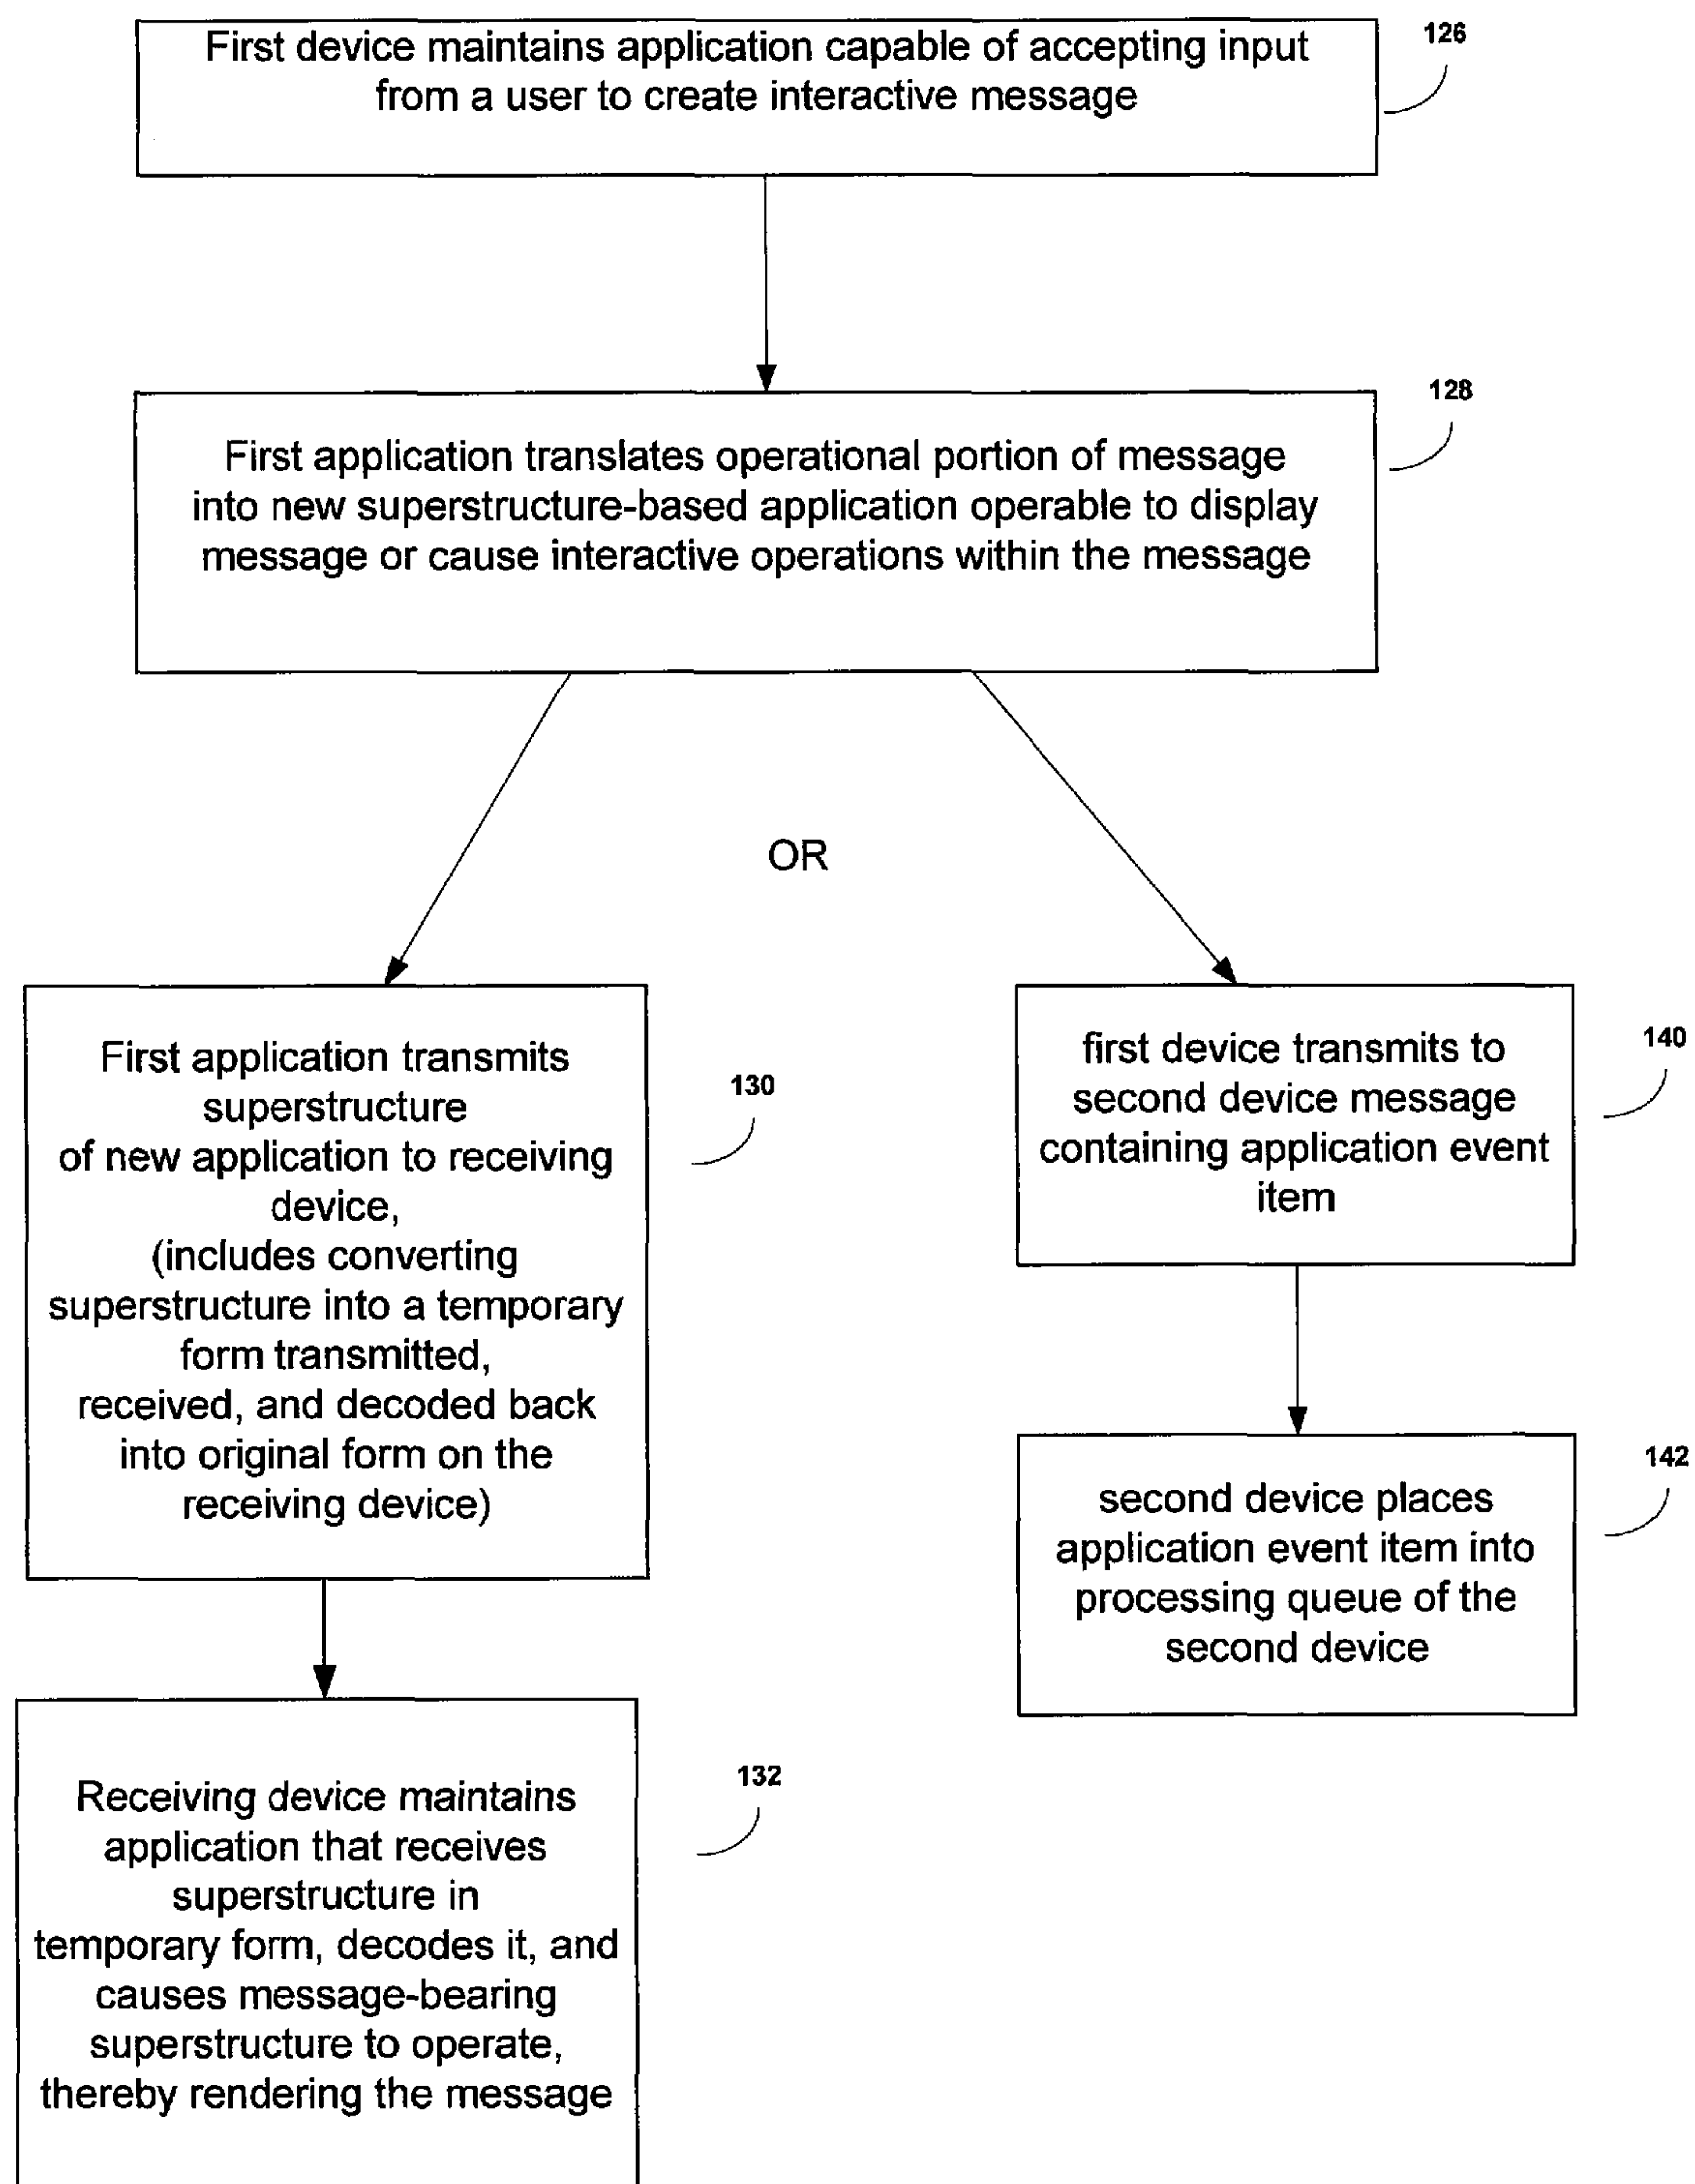 First device maintains application capable of accepting input
from a user to create interactive message
126
First application translates operational portion of message
into new superstructure-based application operable to display
message or cause interactive operations within the message
128
OR
First application transmits
superstructure
of new application to receiving
device,
(includes converting
superstructure into a temporary
form transmitted,
received, and decoded back
into original form on the
receiving device)
130
Receiving device maintains
application that receives
superstructure in
temporary form, decodes it, and
causes message-bearing
superstructure to operate,
thereby rendering the message
132
first device transmits to
second device message
containing application event
item
140
second device places
application event item into
processing queue of the
second device
142